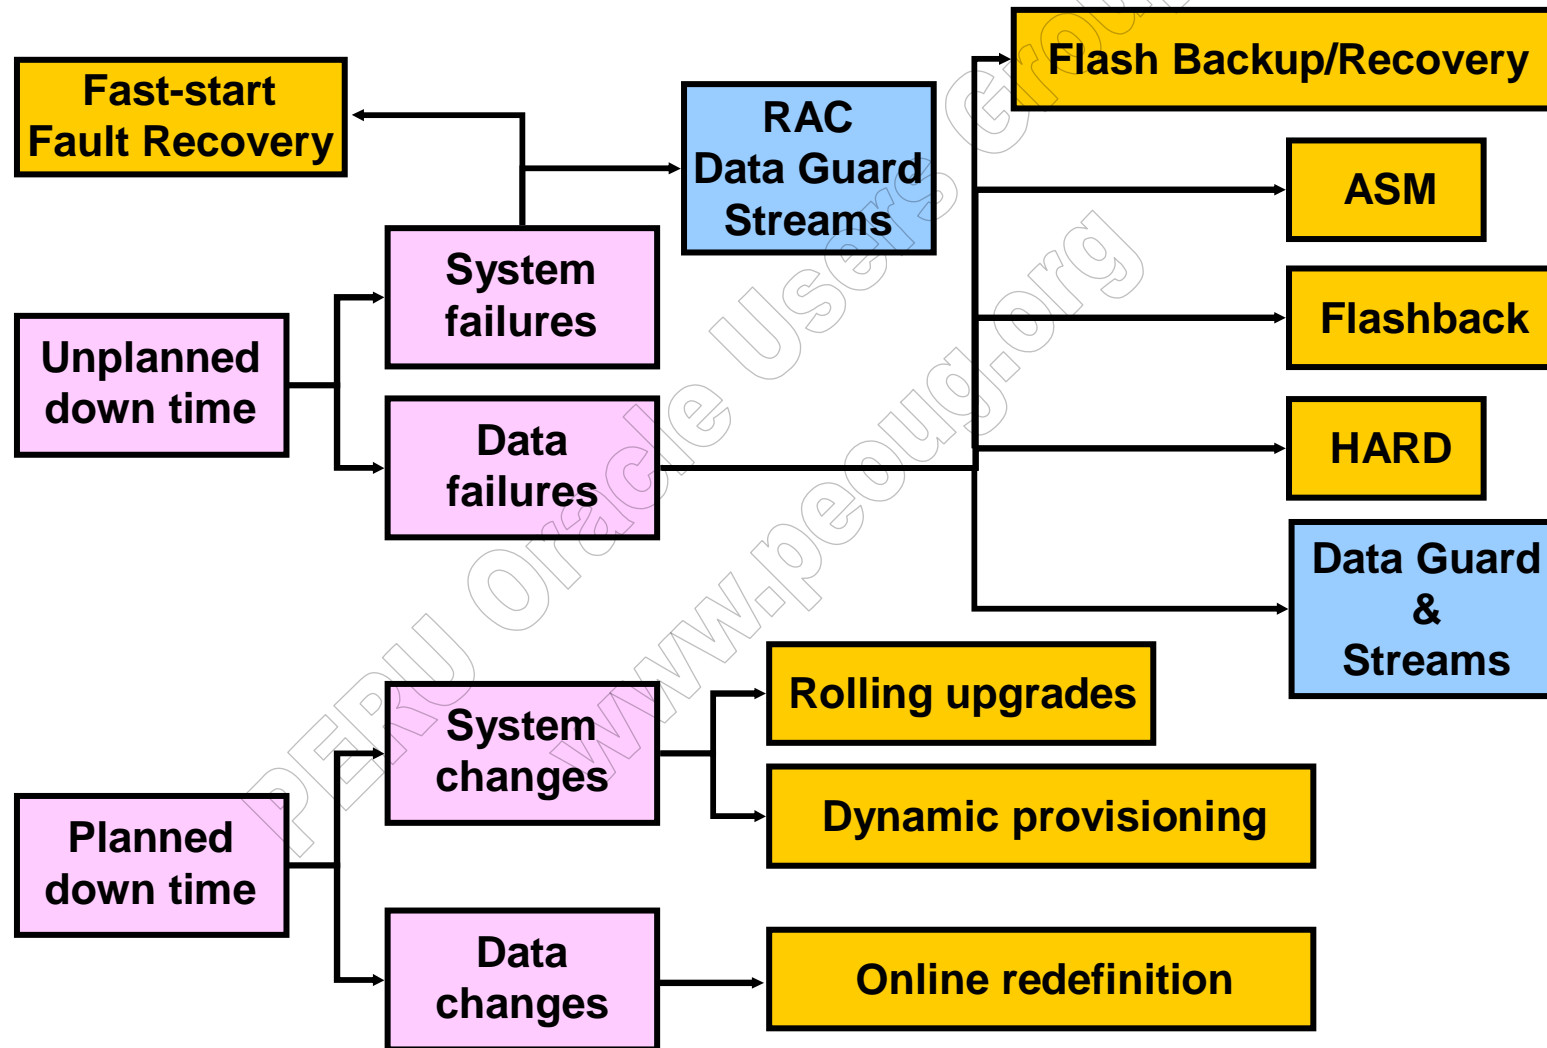 Fast-start
Fault Recovery
RAC
Data Guard
Streams
Flash Backup/Recovery
ASM
System
failures
Flashback
Unplanned
down time
Data
failures
HARD
Data Guard
&
Streams
Rolling upgrades
System
changes
Dynamic provisioning
Planned
down time
Data
changes
Online redefinition
PERU Oracle Users Group
www.peoug.org